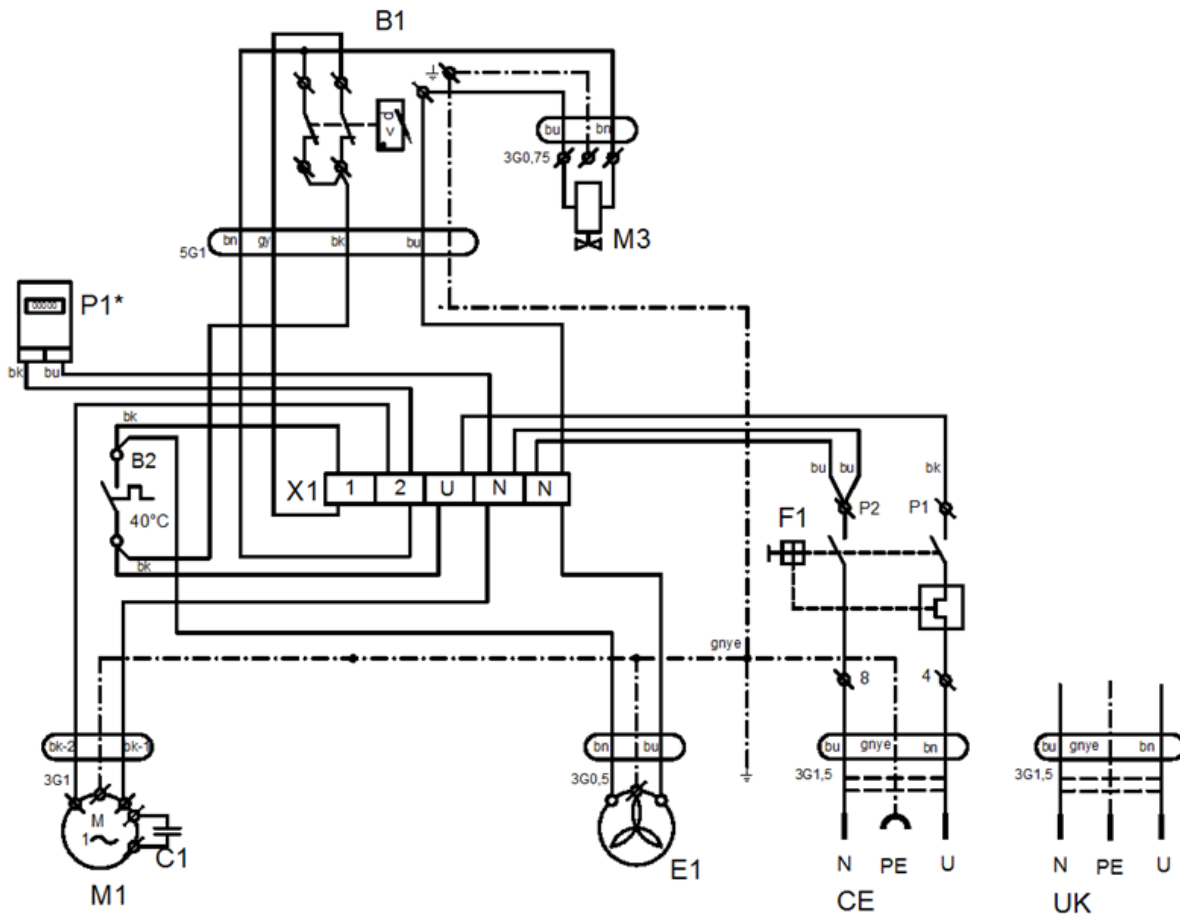 B1
bu
bn
3G0,75
M3
p
<
bn
gy
bk
bu
5G1
P1*
00000
bk
bu
bk
B2
40°C
bk
X1
1
2
U
N
N
bu
bu
bk
P2
P1
F1
gnye
8
4
bk-2
bk-1
3G1
M
1
C1
M1
bn
bu
3G0,5
E1
bu
gnye
bn
3G1,5
N
PE
U
CE
bu
gnye
bn
3G1,5
N
PE
U
UK